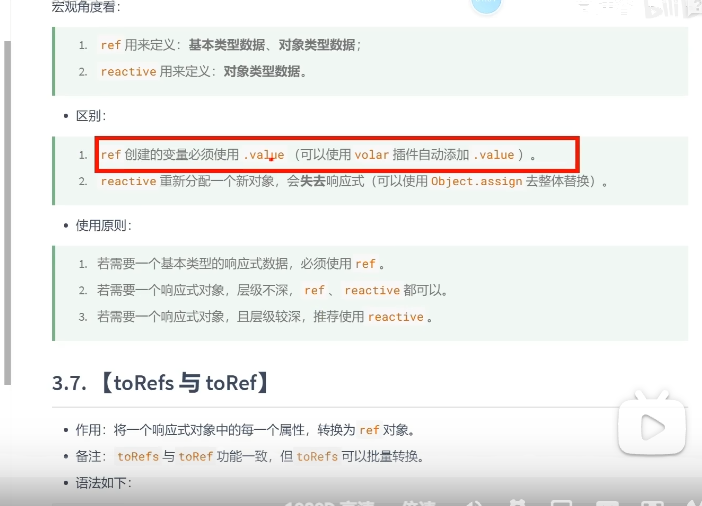 宏观角度看：
1. ref 用来定义：基本类型数据、对象类型数据；
2. reactive 用来定义：对象类型数据。
• 区别：
1. ref 创建的变量必须使用 .value （可以使用 volar 插件自动添加 .value ）。
2. reactive 重新分配一个新对象，会失去响应式（可以使用 Object.assign 去整体替换）。
• 使用原则：
1. 若需要一个基本类型的响应式数据，必须使用 ref 。
2. 若需要一个响应式对象，层级不深， ref 、 reactive 都可以。
3. 若需要一个响应式对象，且层级较深，推荐使用 reactive 。
3.7. 【toRefs 与 toRef】
• 作用：将一个响应式对象中的每一个属性，转换为 ref 对象。
• 备注： toRefs 与 toRef 功能一致，但 toRefs 可以批量转换。
• 语法如下：